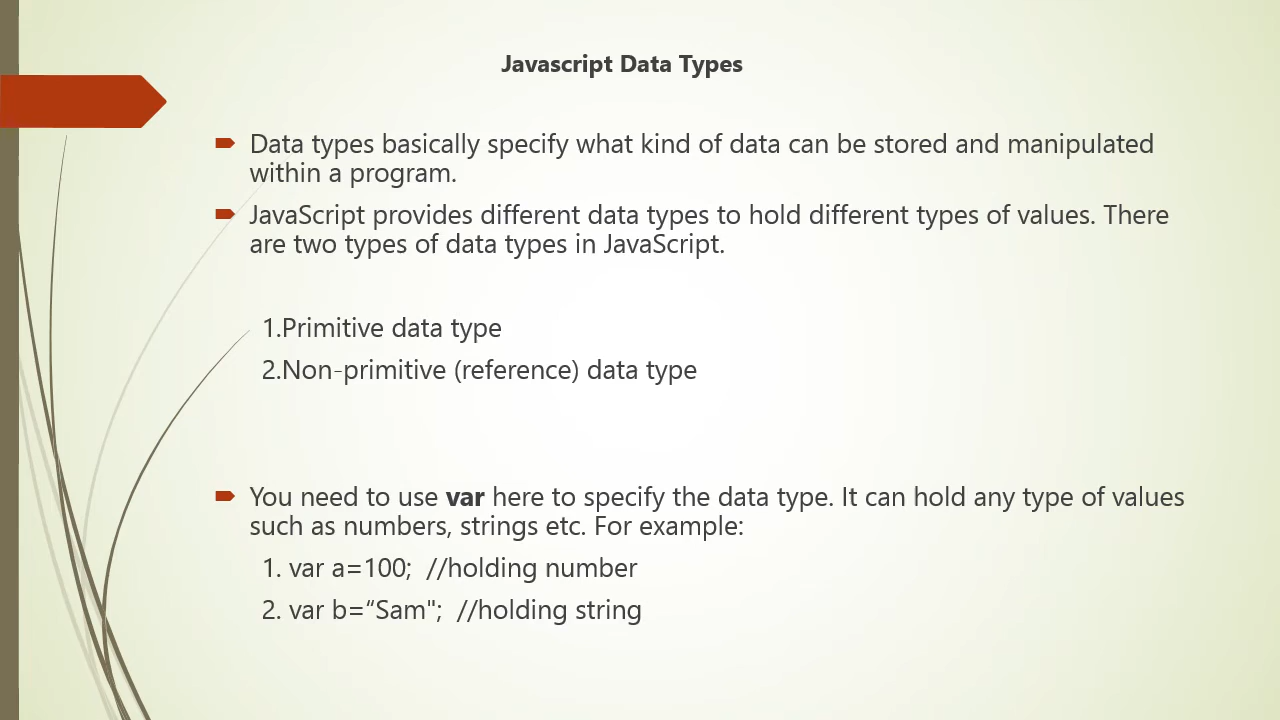 Javascript Data Types
Data types basically specify what kind of data can be stored and manipulated
within a program.
JavaScript provides different data types to hold different types of values. There
are two types of data types in JavaScript.
1.Primitive data type
2.Non-primitive (reference) data type
You need to use var here to specify the data type. It can hold any type of values
such as numbers, strings etc. For example:
1. var a=100;  //holding number
2. var b=“Sam";  //holding string